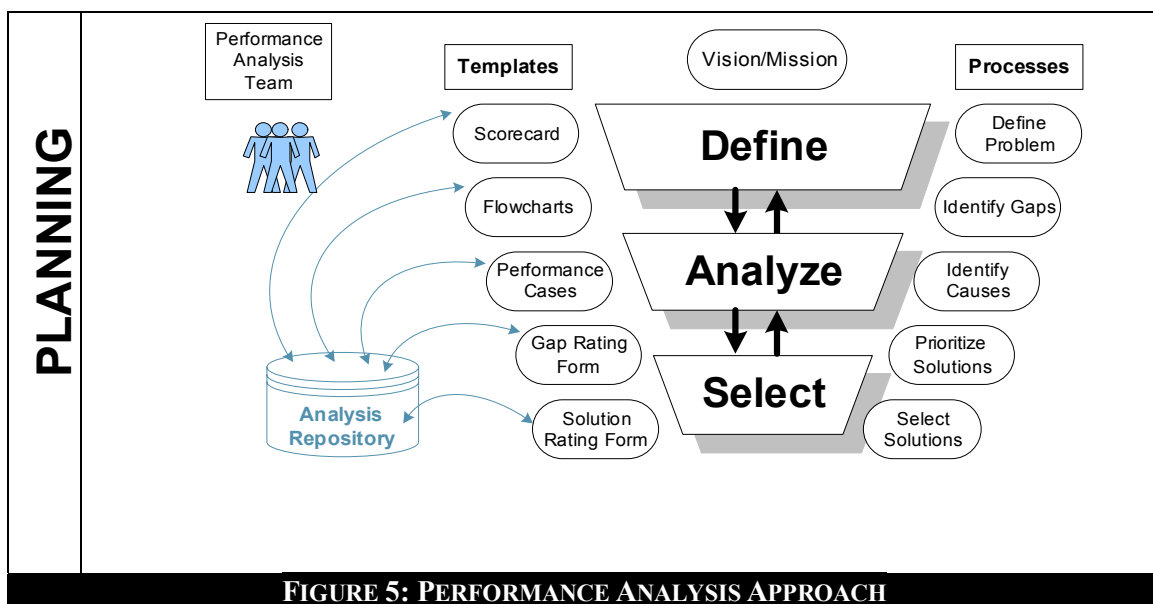 PLANNING
Performance
Analysis
Team
Templates
Vision/Mission
Processes
Scorecard
Define
Define
Problem
Flowcharts
Identify Gaps
Performance
Cases
Analyze
Identify
Causes
Gap Rating
Form
Prioritize
Solutions
Select
Analysis
Repository
Solution
Rating Form
Select
Solutions
FIGURE 5: PERFORMANCE ANALYSIS APPROACH